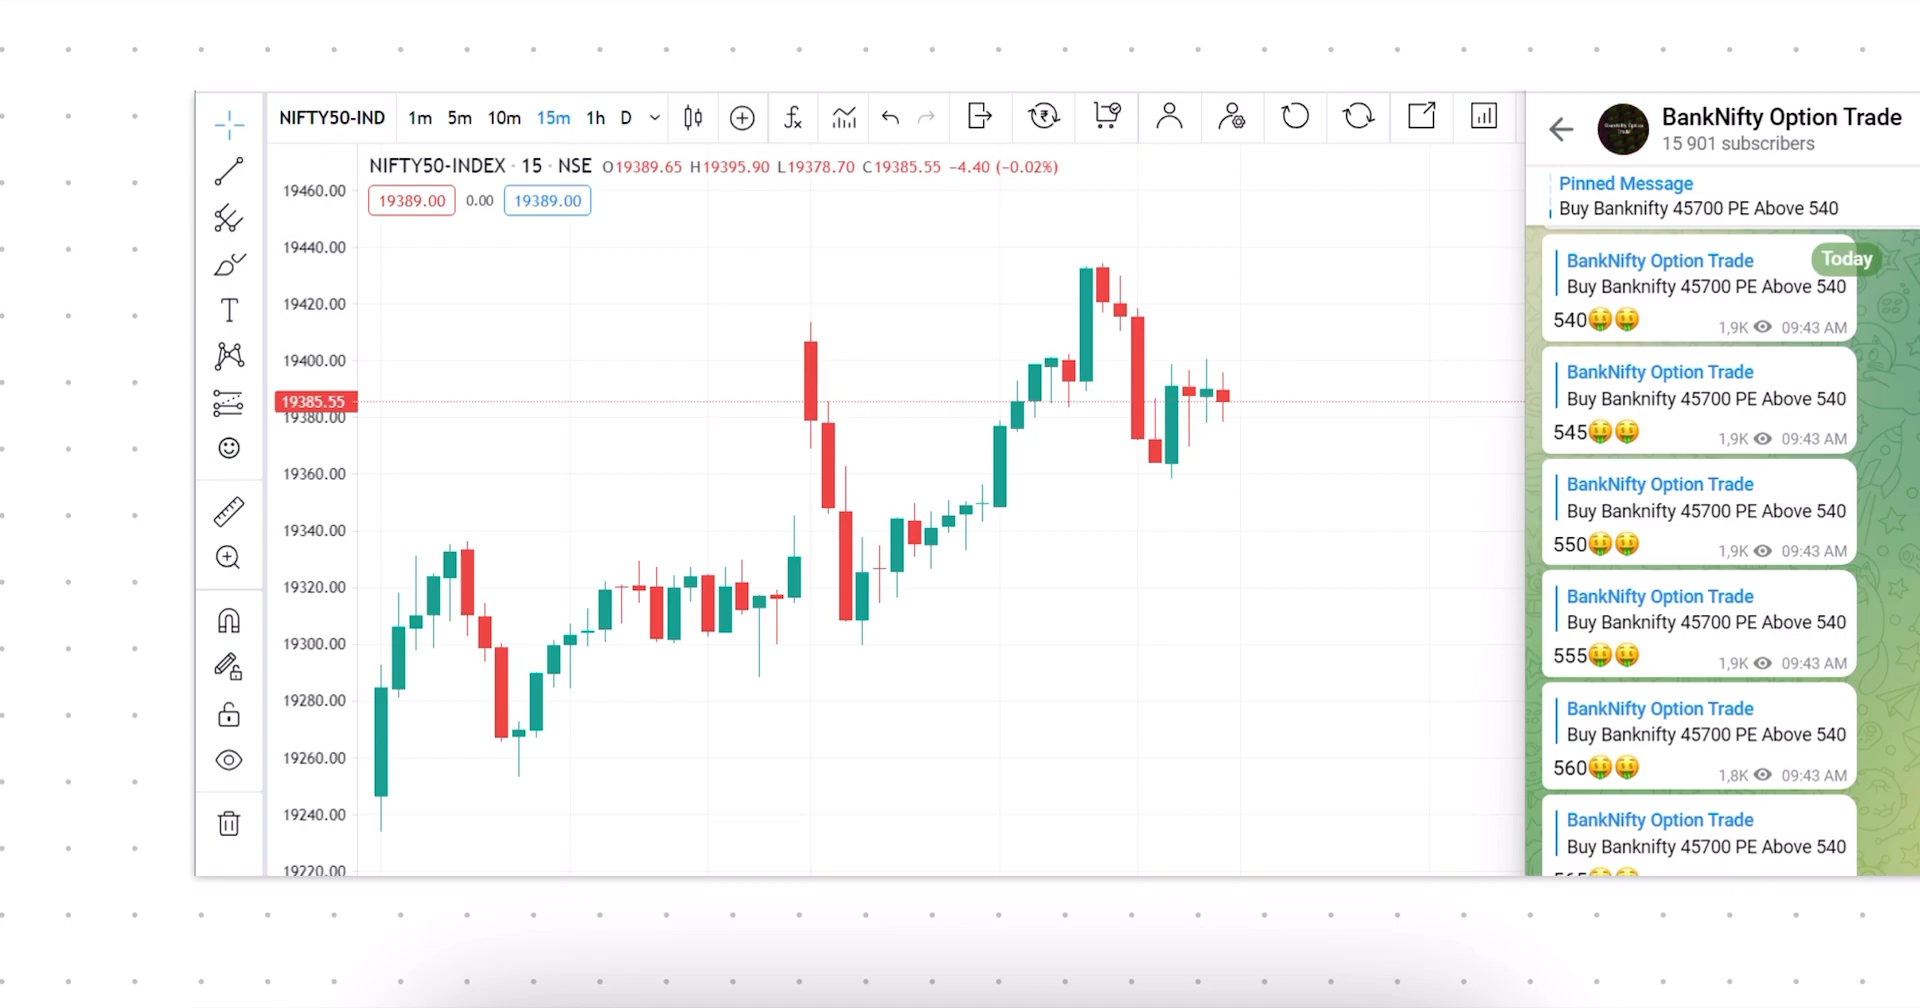 NIFTY50-IND 1m 5m 10m 15m 1h D
NIFTY50-INDEX · 15 · NSE O19389.65 H19395.90 L19378.70 C19385.55 −4.40 (−0.02%)
19389.00 0.00 19389.00
19460.00
19440.00
19420.00
19400.00
19385.55
19380.00
19360.00
19340.00
19320.00
19300.00
19280.00
19260.00
19240.00
19220.00
BankNifty Option Trade
15 901 subscribers
Pinned Message
Buy Banknifty 45700 PE Above 540
Today
BankNifty Option Trade
Buy Banknifty 45700 PE Above 540
540🤑🤑 1,9K 09:43 AM
BankNifty Option Trade
Buy Banknifty 45700 PE Above 540
545🤑🤑 1,9K 09:43 AM
BankNifty Option Trade
Buy Banknifty 45700 PE Above 540
550🤑🤑 1,9K 09:43 AM
BankNifty Option Trade
Buy Banknifty 45700 PE Above 540
555🤑🤑 1,9K 09:43 AM
BankNifty Option Trade
Buy Banknifty 45700 PE Above 540
560🤑🤑 1,8K 09:43 AM
BankNifty Option Trade
Buy Banknifty 45700 PE Above 540